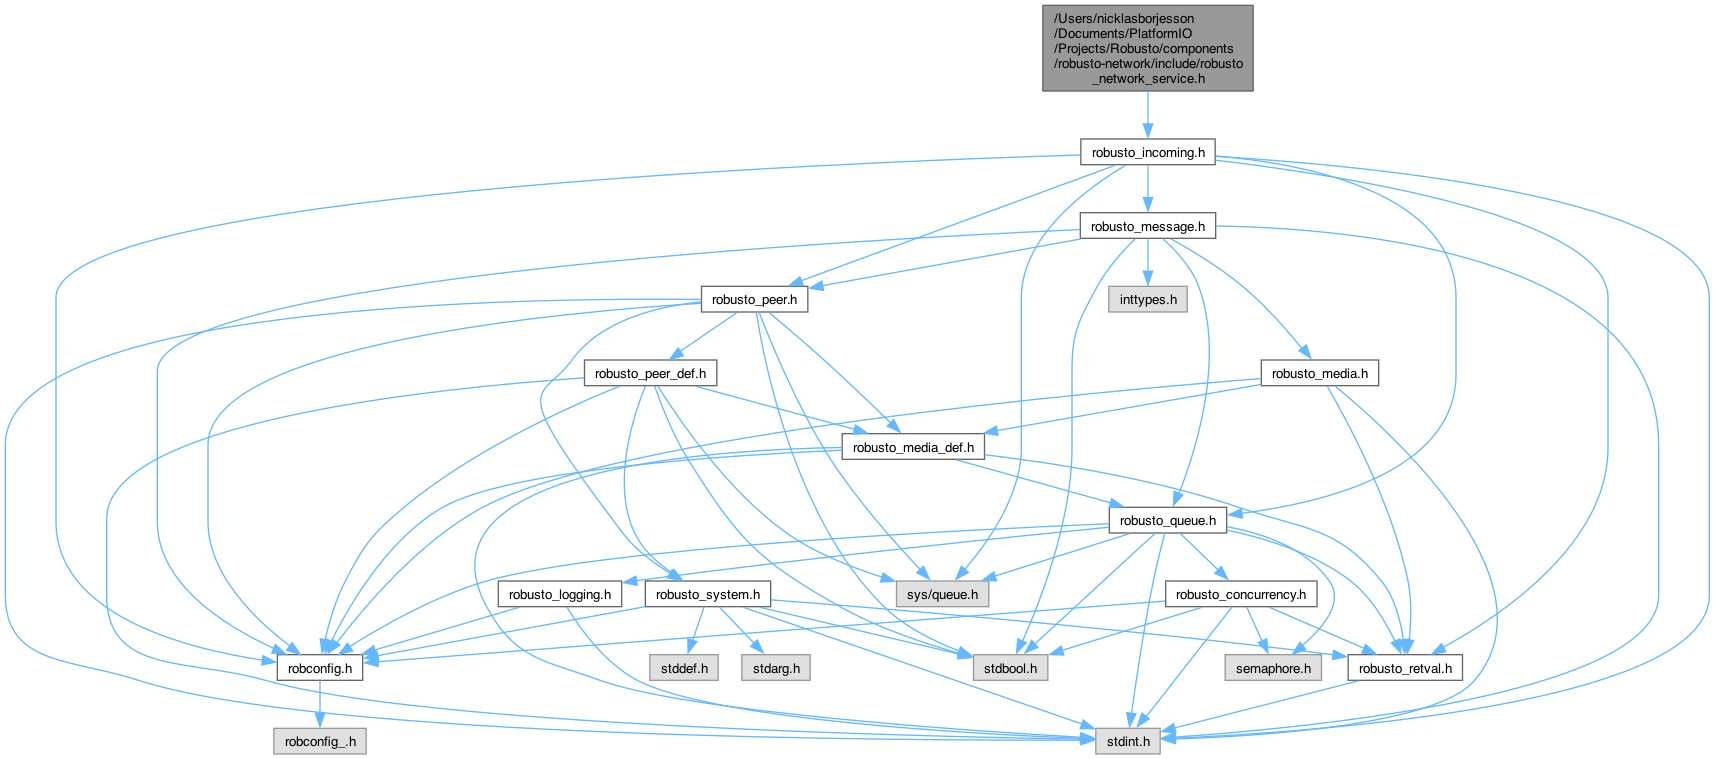 /Users/nicklasborjesson
/Documents/PlatformIO
/Projects/Robusto/components
/robusto-network/include/robusto
_network_service.h
robusto_incoming.h
robusto_message.h
robusto_peer.h
inttypes.h
robusto_peer_def.h
robusto_media.h
robusto_media_def.h
robusto_queue.h
robusto_logging.h
robusto_system.h
sys/queue.h
robusto_concurrency.h
robconfig.h
stddef.h
stdarg.h
stdbool.h
semaphore.h
robusto_retval.h
robconfig_.h
stdint.h